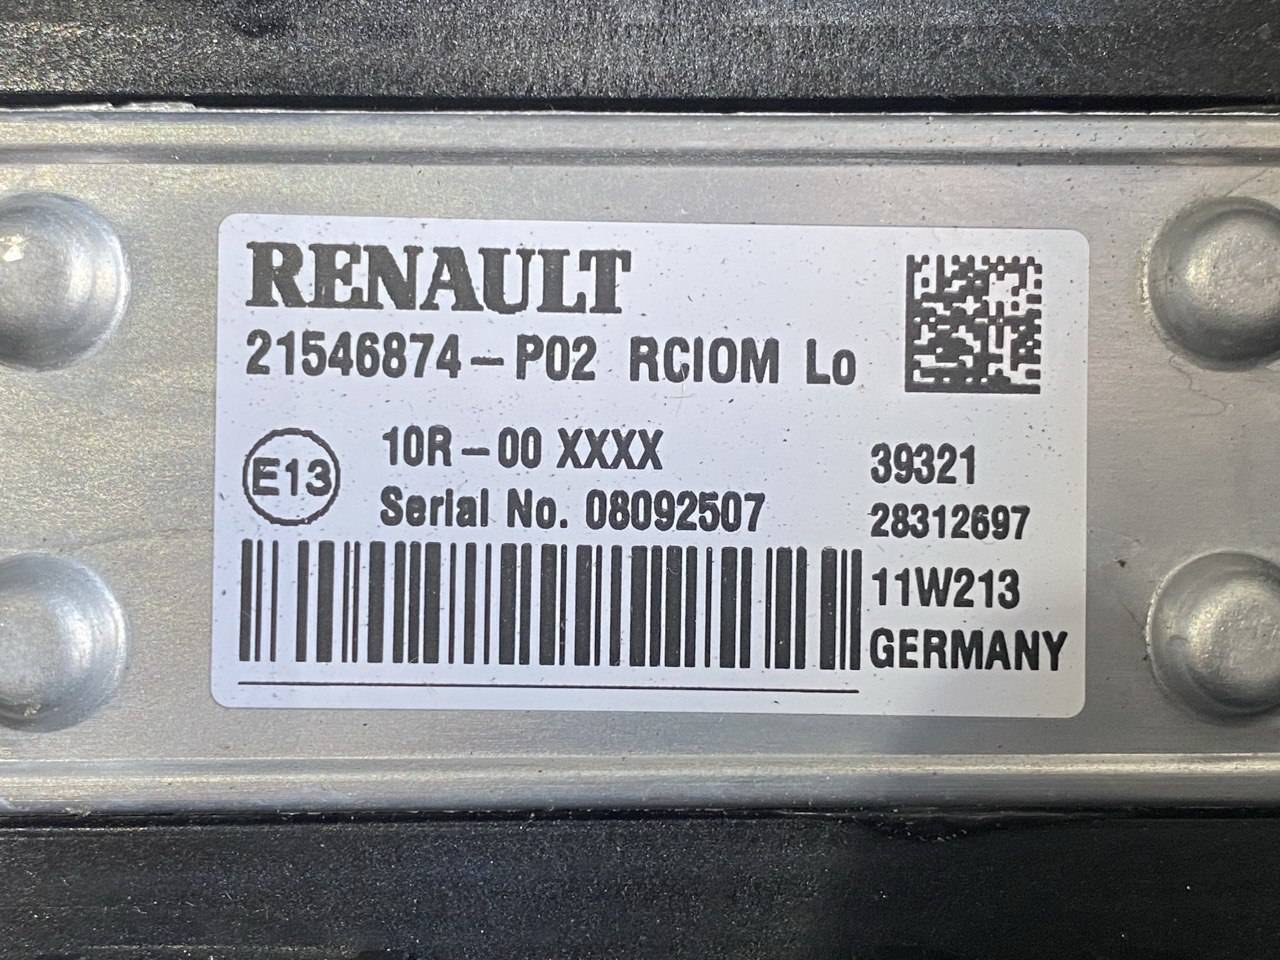 RENAULT
21546874-P02 RCIOM Lo
E13
10R-00 XXXX
Serial No. 08092507
39321
28312697
11W213
GERMANY